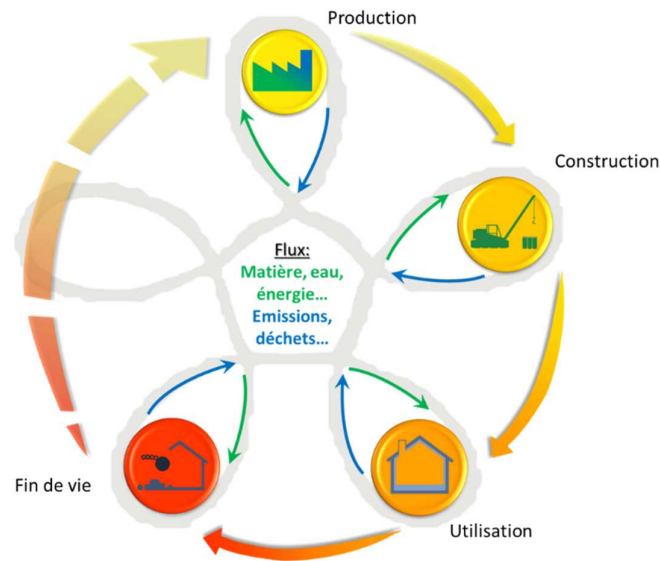 Production
Construction
Flux:
Matière, eau,
énergie...
Emissions,
déchets...
Fin de vie
Utilisation